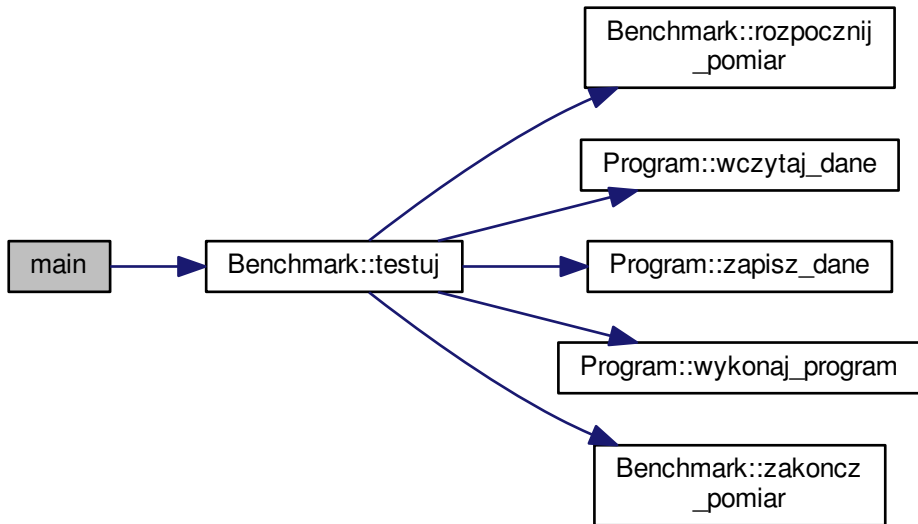 main
Benchmark::testuj
Benchmark::rozpocznij
_pomiar
Program::wczytaj_dane
Program::zapisz_dane
Program::wykonaj_program
Benchmark::zakoncz
_pomiar